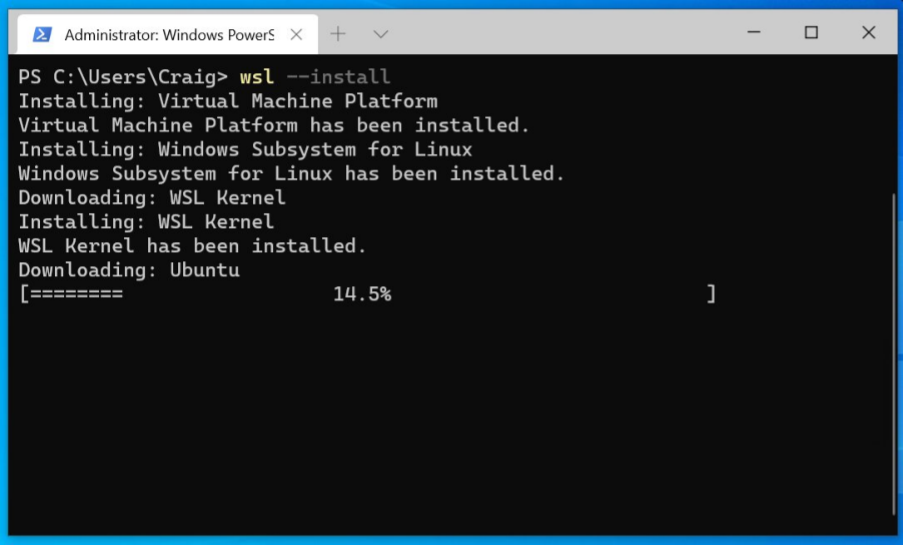 Administrator: Windows PowerS
PS C:\Users\Craig> wsl --install
Installing: Virtual Machine Platform
Virtual Machine Platform has been installed.
Installing: Windows Subsystem for Linux
Windows Subsystem for Linux has been installed.
Downloading: WSL Kernel
Installing: WSL Kernel
WSL Kernel has been installed.
Downloading: Ubuntu
[======== 14.5% ]